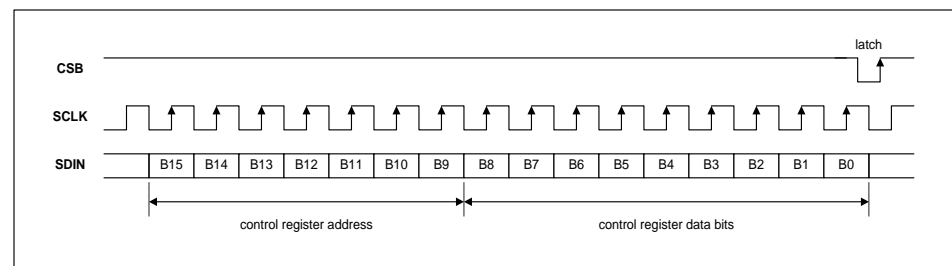 latch
CSB
SCLK
SDIN B15 B14 B13 B12 B11 B10 B9 B8 B7 B6 B5 B4 B3 B2 B1 B0
control register address control register data bits